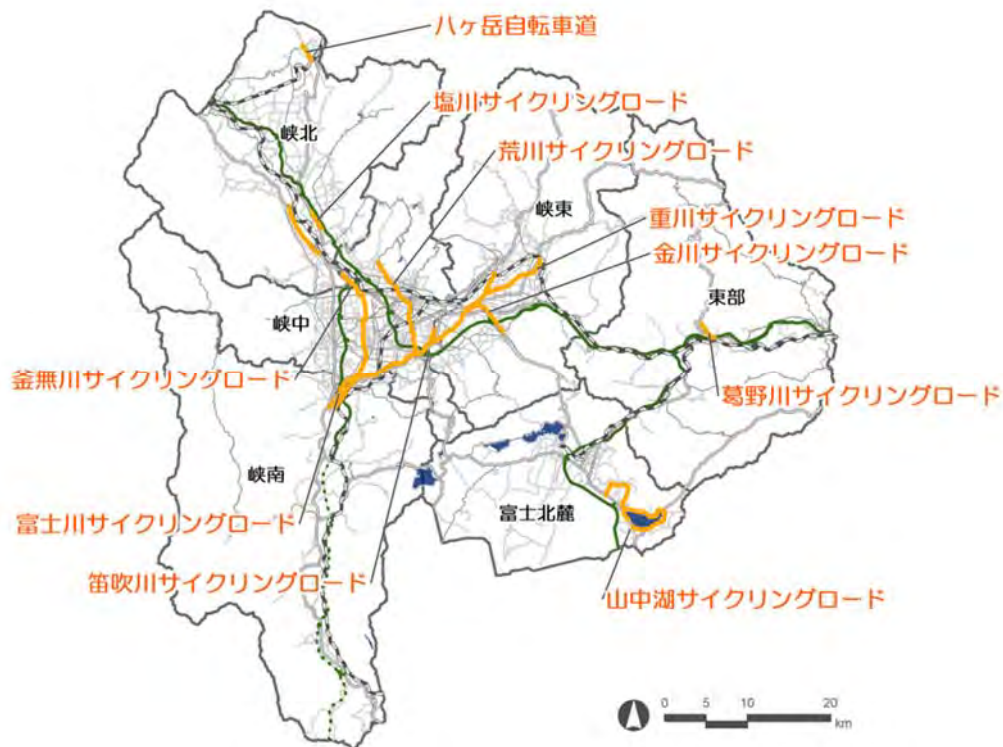 八ヶ岳自転車道
塩川サイクリングロード
峡北
荒川サイクリングロード
峡東
重川サイクリングロード
金川サイクリングロード
東部
峡中
釜無川サイクリングロード
葛野川サイクリングロード
峡南
富士北麓
富士川サイクリングロード
笛吹川サイクリングロード
山中湖サイクリングロード
0 5 10 20
km